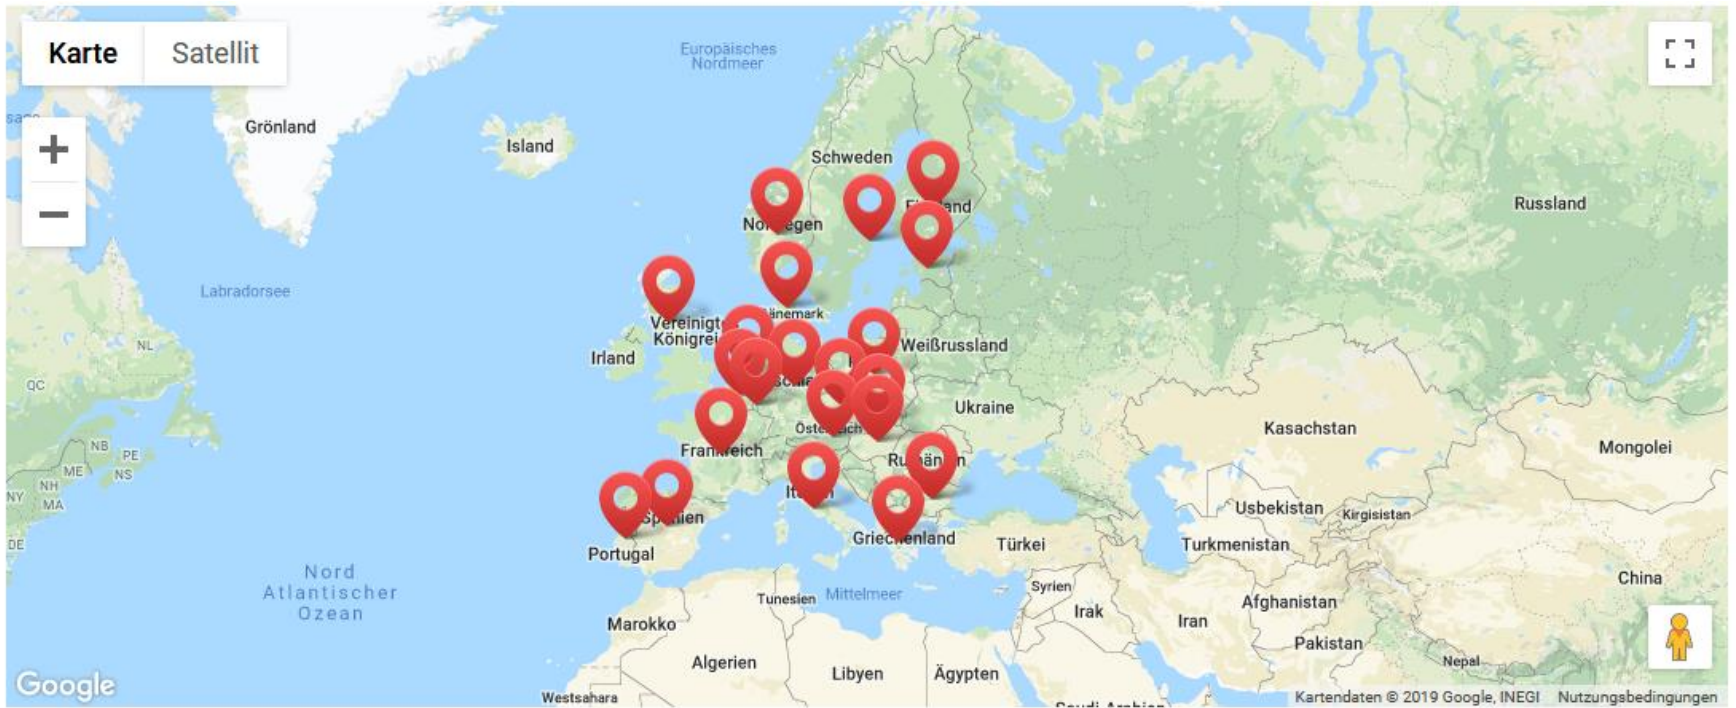 Karte
Satellit
Europäisches
Nordmeer
Grönland
Island
Schweden
Russland
Labradorsee
Vereinigt
Irland
Weißrussland
NL
QC
Ukraine
Kasachstan
Mongolei
NB
PE
ME
NS
NH
NY
MA
Usbekistan
Kirgisistan
DE
Portugal
Türkei
Turkmenistan
China
Nord
Atlantischer
Ozean
Tunesien
Mittelmeer
Syrien
Irak
Iran
Afghanistan
Marokko
Pakistan
Algerien
Libyen
Ägypten
Nepal
Google
Westsahara
Kartendaten © 2019 Google, INEGI
Nutzungsbedingungen